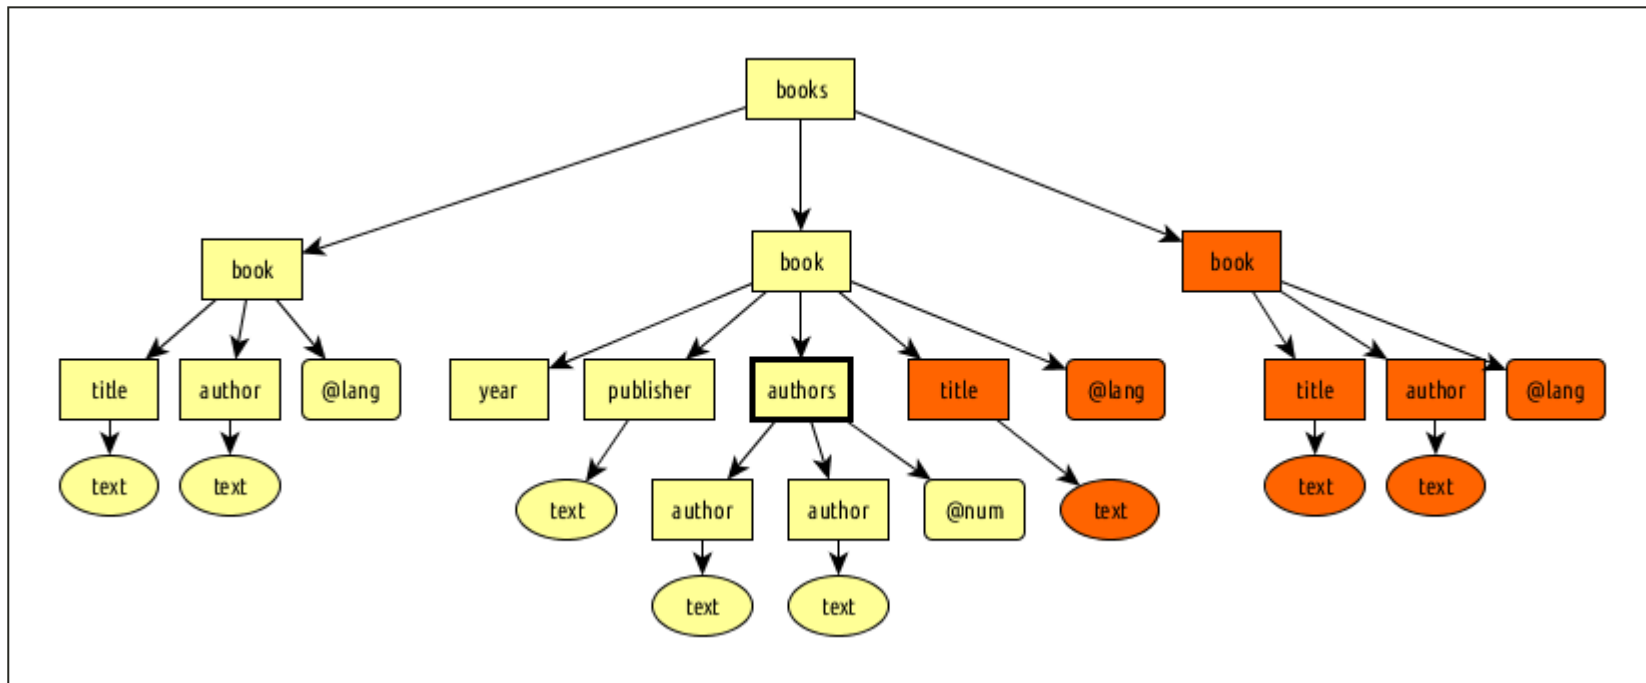 books
book
book
book
title
author
@lang
year
publisher
authors
title
@lang
title
author
@lang
text
text
text
author
author
@num
text
text
text
text
text